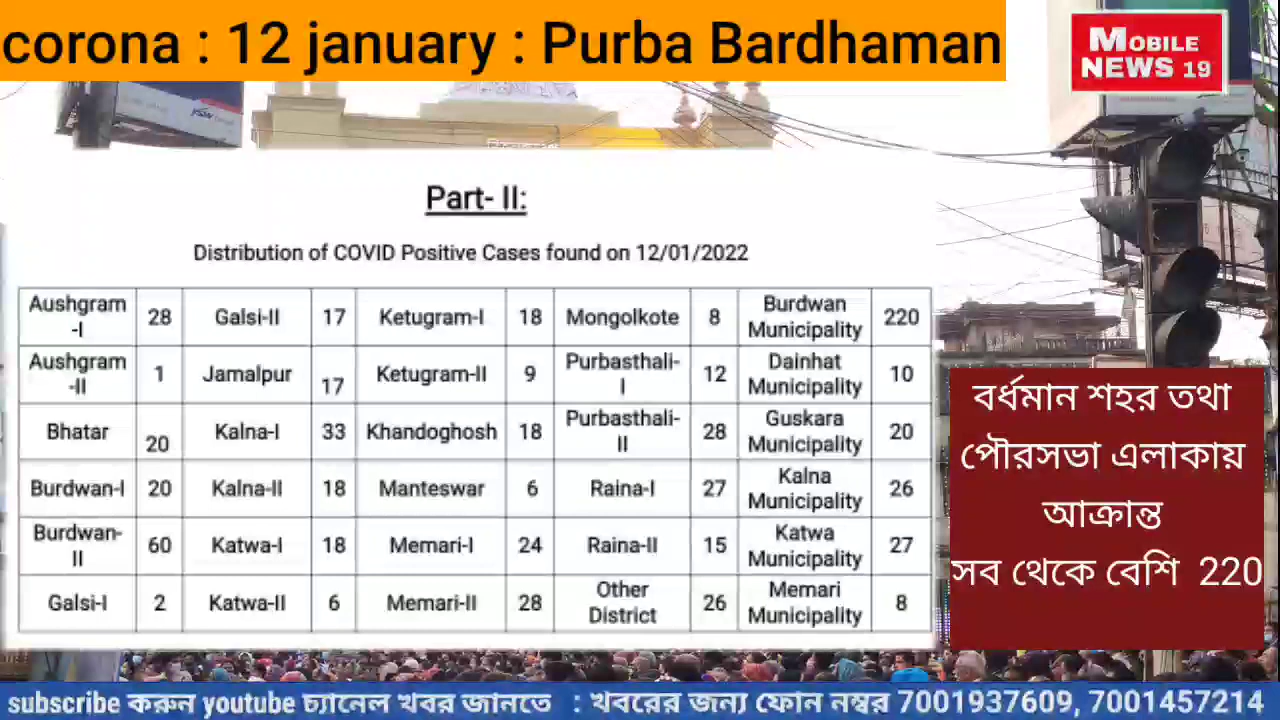 corona : 12 january : Purba Bardhaman
MOBILE
NEWS 19
Part- II:
Distribution of COVID Positive Cases found on 12/01/2022
Aushgram-I 28 Galsi-II 17 Ketugram-I 18 Mongolkote 8 Burdwan Municipality 220
Aushgram-II 1 Jamalpur 17 Ketugram-II 9 Purbasthali-I 12 Dainhat Municipality 10
Bhatar 20 Kalna-I 33 Khandoghosh 18 Purbasthali-II 28 Guskara Municipality 20
Burdwan-I 20 Kalna-II 18 Manteswar 6 Raina-I 27 Kalna Municipality 26
Burdwan-II 60 Katwa-I 18 Memari-I 24 Raina-II 15 Katwa Municipality 27
Galsi-I 2 Katwa-II 6 Memari-II 28 Other District 26 Memari Municipality 8
বর্ধমান শহর তথা
পৌরসভা এলাকায়
আক্রান্ত
সব থেকে বেশি 220
subscribe করুন youtube চ্যানেল খবর জানতে : খবরের জন্য ফোন নম্বর 7001937609, 7001457214